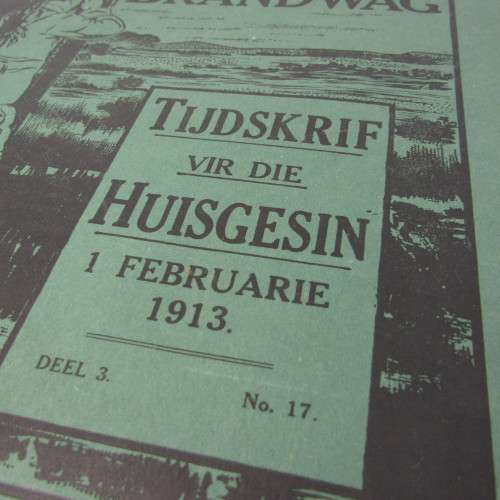 BRANDWAG
TIJDSKRIF
VIR DIE
HUISGESIN
1 FEBRUARIE
1913.
DEEL 3.
No. 17.